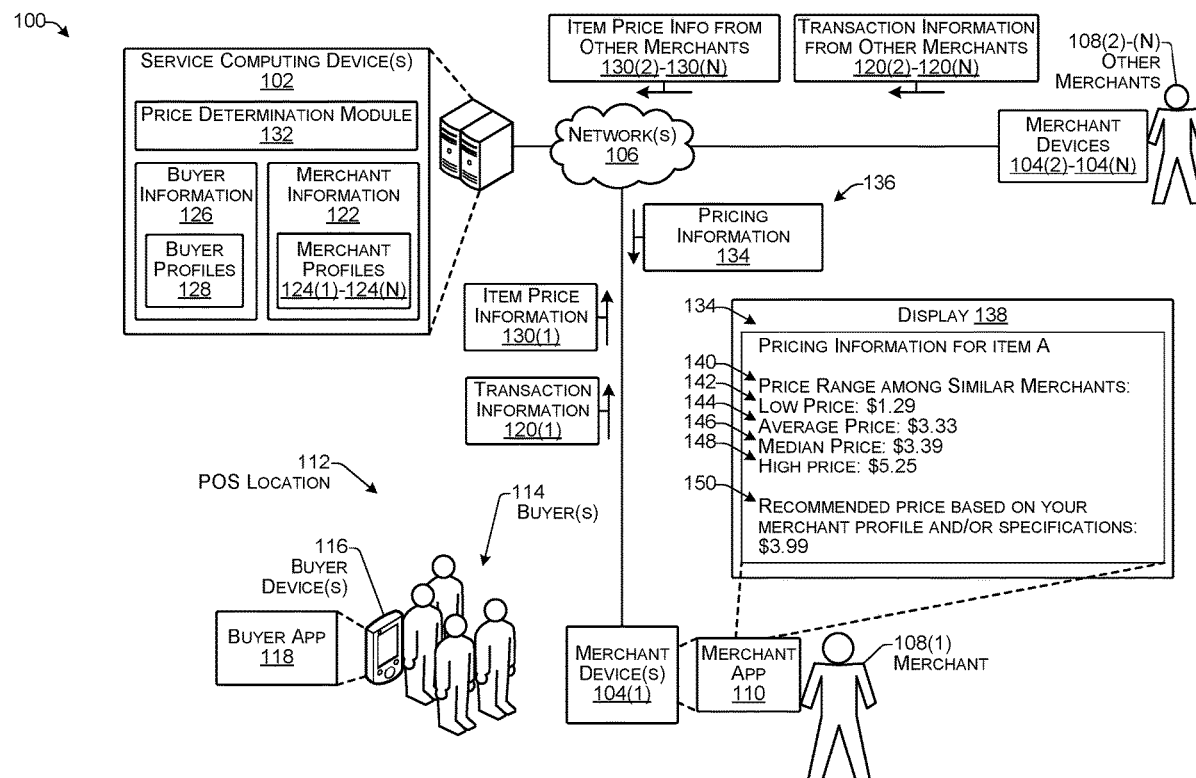 100
SERVICE COMPUTING DEVICE(S)
102
PRICE DETERMINATION MODULE
132
BUYER
INFORMATION
126
BUYER
PROFILES
128
MERCHANT
INFORMATION
122
MERCHANT
PROFILES
124(1)-124(N)
ITEM PRICE INFO FROM
OTHER MERCHANTS
130(2)-130(N)
TRANSACTION INFORMATION
FROM OTHER MERCHANTS
120(2)-120(N)
108(2)-(N)
OTHER
MERCHANTS
NETWORK(S)
106
MERCHANT
DEVICES
104(2)-104(N)
136
PRICING
INFORMATION
134
ITEM PRICE
INFORMATION
130(1)
TRANSACTION
INFORMATION
120(1)
134
DISPLAY 138
PRICING INFORMATION FOR ITEM A
140
PRICE RANGE AMONG SIMILAR MERCHANTS:
142
LOW PRICE: $1.29
144
AVERAGE PRICE: $3.33
146
MEDIAN PRICE: $3.39
148
HIGH PRICE: $5.25
150
RECOMMENDED PRICE BASED ON YOUR
MERCHANT PROFILE AND/OR SPECIFICATIONS:
$3.99
112
POS LOCATION
114
BUYER(S)
116
BUYER
DEVICE(S)
BUYER APP
118
MERCHANT
DEVICE(S)
104(1)
MERCHANT
APP
110
108(1)
MERCHANT